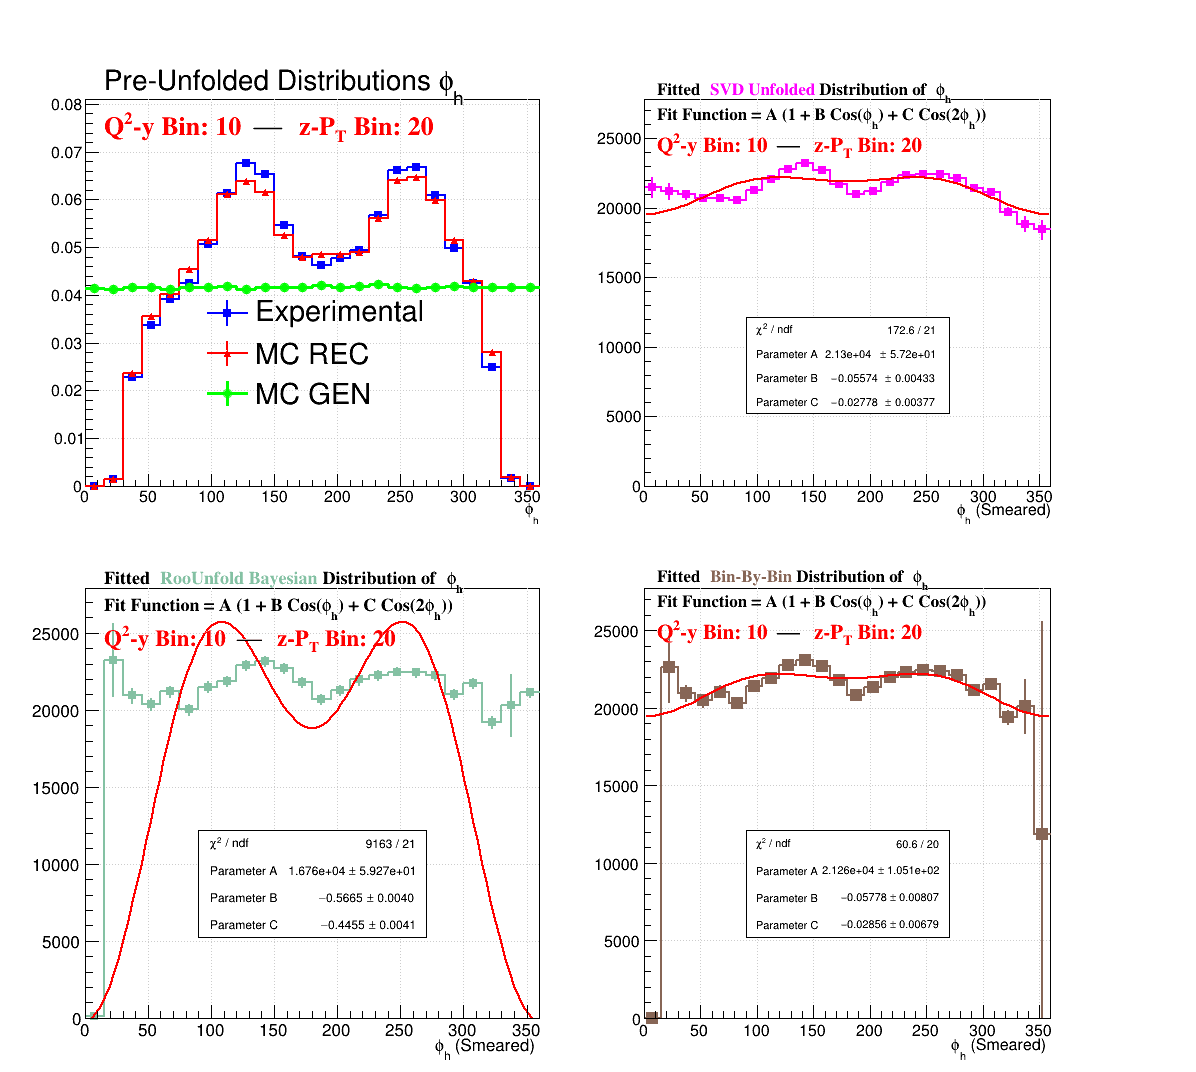 Pre-Unfolded Distributions ϕh
Q2-y Bin: 10 — z-PT Bin: 20
0.08
0.07
0.06
0.05
0.04
0.03
0.02
0.01
0
Experimental
MC REC
MC GEN
0 50 100 150 200 250 300 350
ϕh
Fitted SVD Unfolded Distribution of ϕh
Fit Function = A (1 + B Cos(ϕh) + C Cos(2ϕh))
Q2-y Bin: 10 — z-PT Bin: 20
25000
20000
15000
10000
5000
0
χ2 / ndf 172.6 / 21
Parameter A 2.13e+04 ± 5.72e+01
Parameter B −0.05574 ± 0.00433
Parameter C −0.02778 ± 0.00377
0 50 100 150 200 250 300 350
ϕh (Smeared)
Fitted RooUnfold Bayesian Distribution of ϕh
Fit Function = A (1 + B Cos(ϕh) + C Cos(2ϕh))
Q2-y Bin: 10 — z-PT Bin: 20
25000
20000
15000
10000
5000
0
χ2 / ndf 9163 / 21
Parameter A 1.676e+04 ± 5.927e+01
Parameter B −0.5665 ± 0.0040
Parameter C −0.4455 ± 0.0041
0 50 100 150 200 250 300 350
ϕh (Smeared)
Fitted Bin-By-Bin Distribution of ϕh
Fit Function = A (1 + B Cos(ϕh) + C Cos(2ϕh))
Q2-y Bin: 10 — z-PT Bin: 20
25000
20000
15000
10000
5000
0
χ2 / ndf 60.6 / 20
Parameter A 2.126e+04 ± 1.051e+02
Parameter B −0.05778 ± 0.00807
Parameter C −0.02856 ± 0.00679
0 50 100 150 200 250 300 350
ϕh (Smeared)